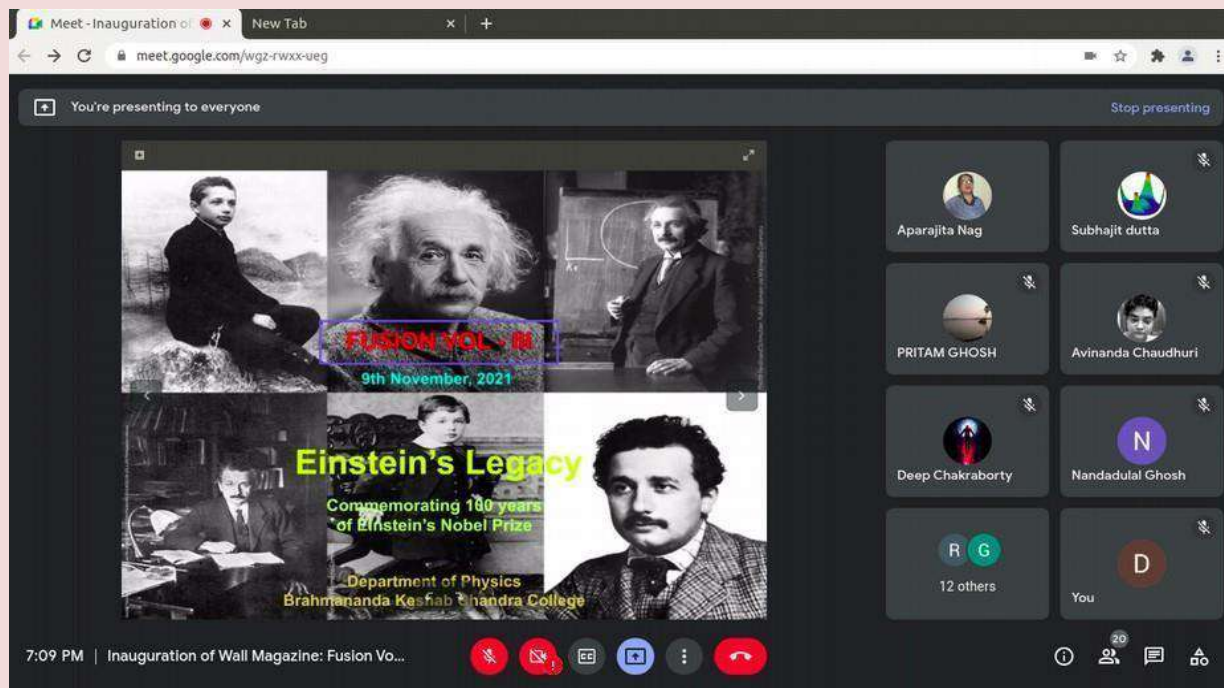 Meet - Inauguration of
New Tab
meet.google.com/wgz-rwxx-ueg
You're presenting to everyone
Stop presenting
FUSION VOL - III
9th November, 2021
Einstein's Legacy
Commemorating 100 years
of Einstein's Nobel Prize
Department of Physics
Brahmananda Keshab Chandra College
Aparajita Nag
Subhajit dutta
PRITAM GHOSH
Avinanda Chaudhuri
Deep Chakraborty
N
Nandadulal Ghosh
R G
12 others
D
You
7:09 PM | Inauguration of Wall Magazine: Fusion Vo...
CC
20